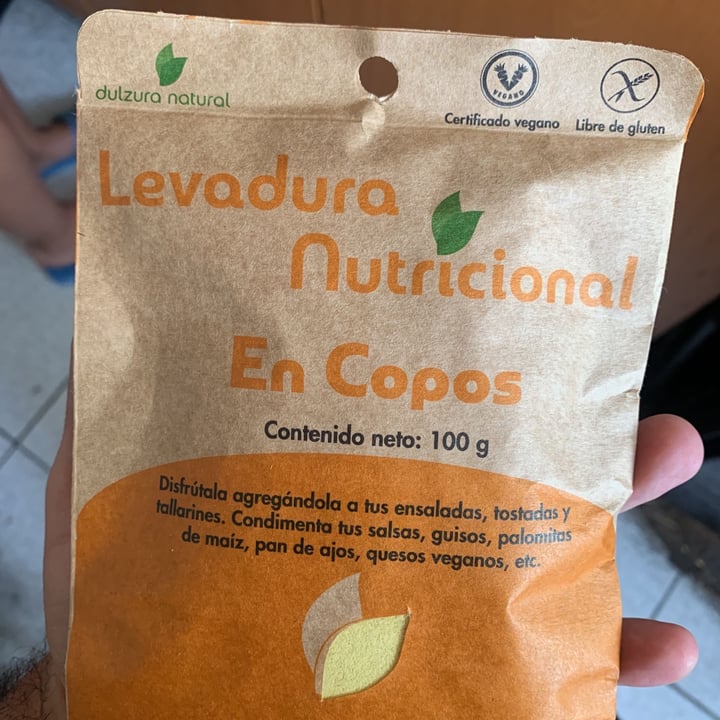 dulzura natural
VEGANO
Certificado vegano
Libre de gluten
Levadura
Nutricional
En Copos
Contenido neto: 100 g
Disfrútala agregándola a tus ensaladas, tostadas y
tallarines. Condimenta tus salsas, guisos, palomitas
de maíz, pan de ajos, quesos veganos, etc.